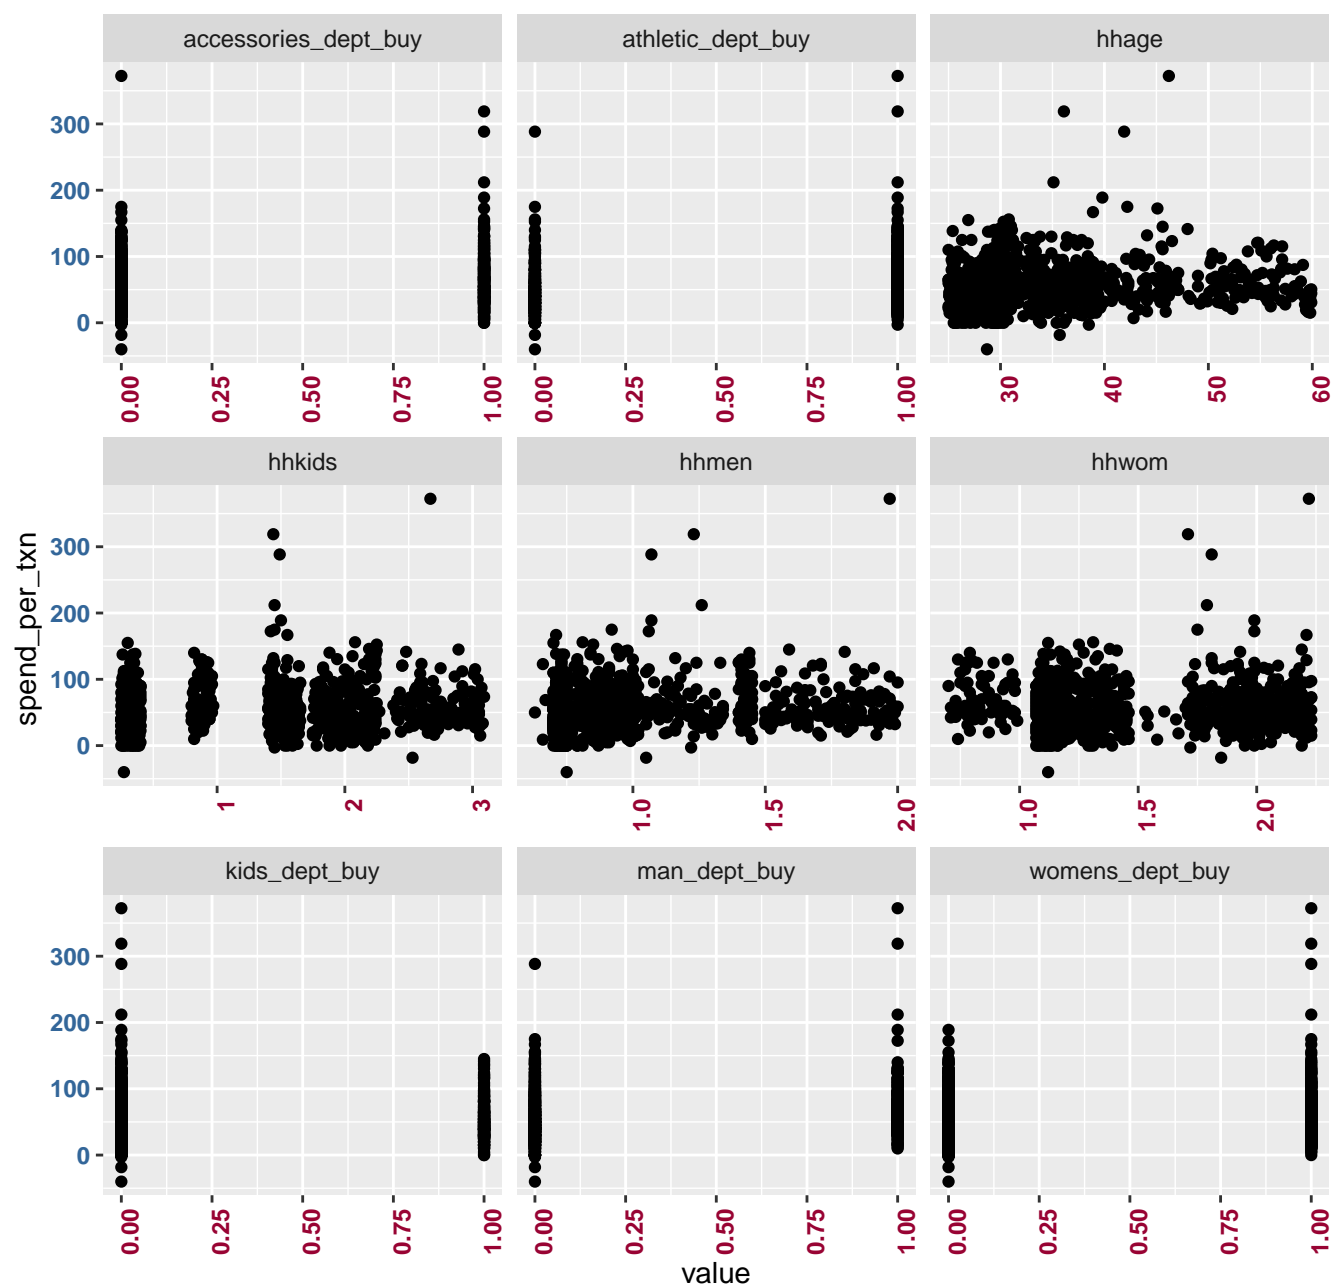 accessories_dept_buy athletic_dept_buy hhage
300
200
100
0
0.00 0.25 0.50 0.75 1.00 0.00 0.25 0.50 0.75 1.00 30 40 50 60
hhkids hhmen hhwom
300
200
100
0
1 2 3 1.0 1.5 2.0 1.0 1.5 2.0
spend_per_txn
kids_dept_buy man_dept_buy womens_dept_buy
300
200
100
0
0.00 0.25 0.50 0.75 1.00 0.00 0.25 0.50 0.75 1.00 0.00 0.25 0.50 0.75 1.00
value